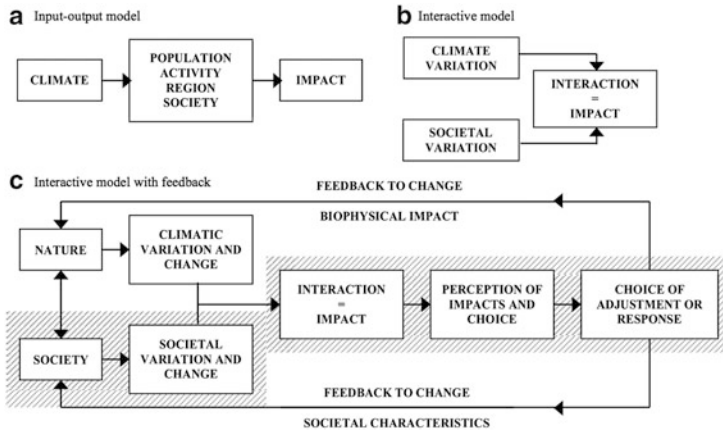 a Input-output model
CLIMATE
POPULATION
ACTIVITY
REGION
SOCIETY
IMPACT
b Interactive model
CLIMATE
VARIATION
SOCIETAL
VARIATION
INTERACTION
=
IMPACT
c Interactive model with feedback
FEEDBACK TO CHANGE
BIOPHYSICAL IMPACT
NATURE
CLIMATIC
VARIATION AND
CHANGE
SOCIETY
SOCIETAL
VARIATION AND
CHANGE
INTERACTION
=
IMPACT
PERCEPTION OF
IMPACTS AND
CHOICE
CHOICE OF
ADJUSTMENT OR
RESPONSE
FEEDBACK TO CHANGE
SOCIETAL CHARACTERISTICS